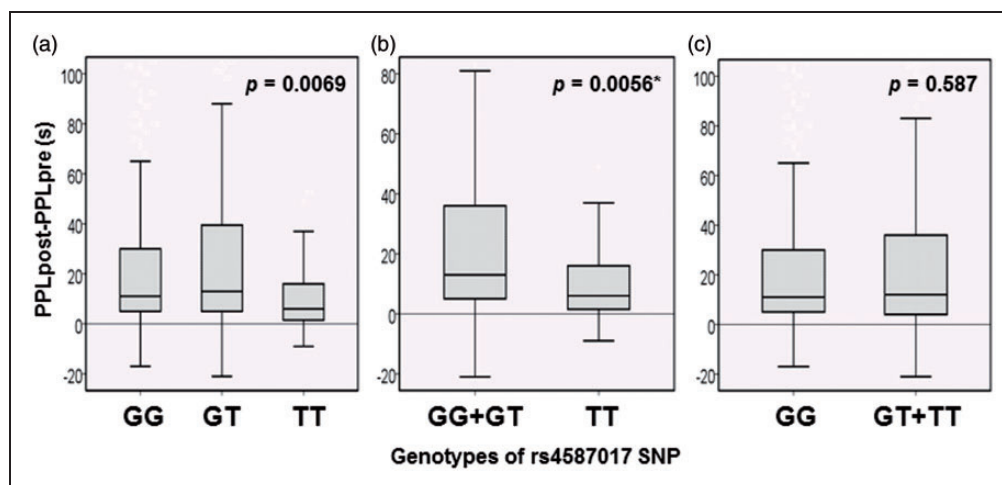 (a)
p = 0.0069
PPLpost-PPLpre (s)
100
80
60
40
20
0
-20
GG GT TT
(b)
p = 0.0056*
80
60
40
20
0
-20
GG+GT TT
(c)
p = 0.587
100
80
60
40
20
0
-20
GG GT+TT
Genotypes of rs4587017 SNP